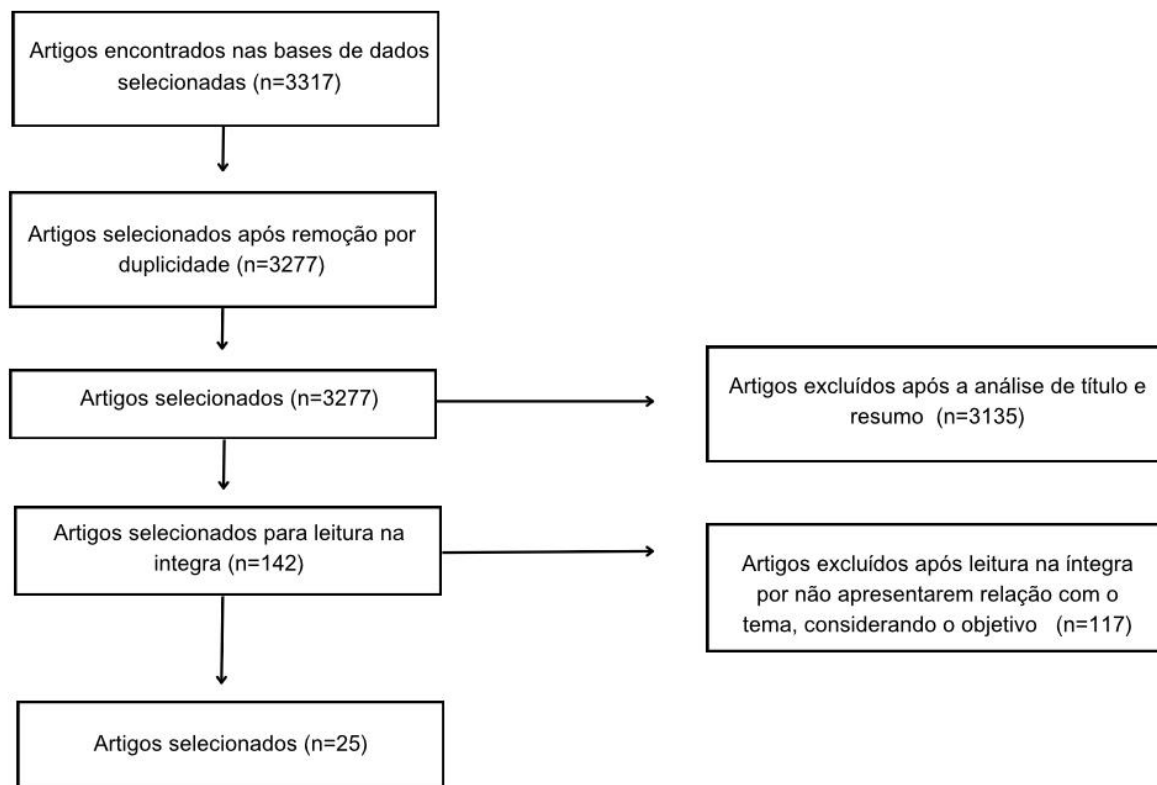 Artigos encontrados nas bases de dados
selecionadas (n=3317)
Artigos selecionados após remoção por
duplicidade (n=3277)
Artigos selecionados (n=3277)
Artigos excluídos após a análise de título e
resumo (n=3135)
Artigos selecionados para leitura na
integra (n=142)
Artigos excluídos após leitura na íntegra
por não apresentarem relação com o
tema, considerando o objetivo (n=117)
Artigos selecionados (n=25)